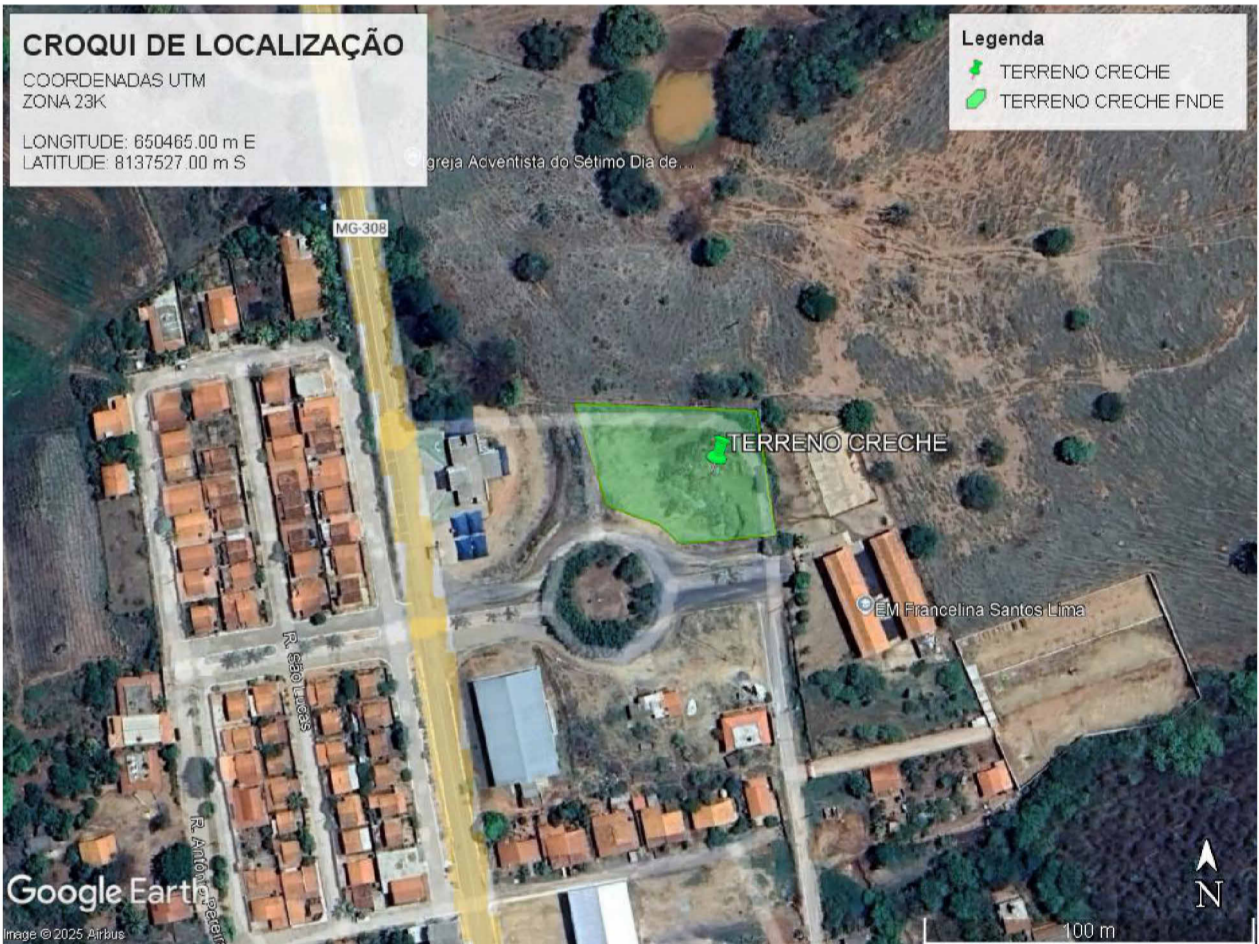 CROQUI DE LOCALIZAÇÃO
COORDENADAS UTM
ZONA 23K
LONGITUDE: 650465.00 m E
LATITUDE: 8137527.00 m S
Legenda
TERRENO CRECHE
TERRENO CRECHE FNDE
Igreja Adventista do Sétimo Dia de...
MG-308
TERRENO CRECHE
EM Francelina Santos Lima
R. São Lucas
R. Antônio
Google Earth
Image © 2025 Airbus
100 m
N